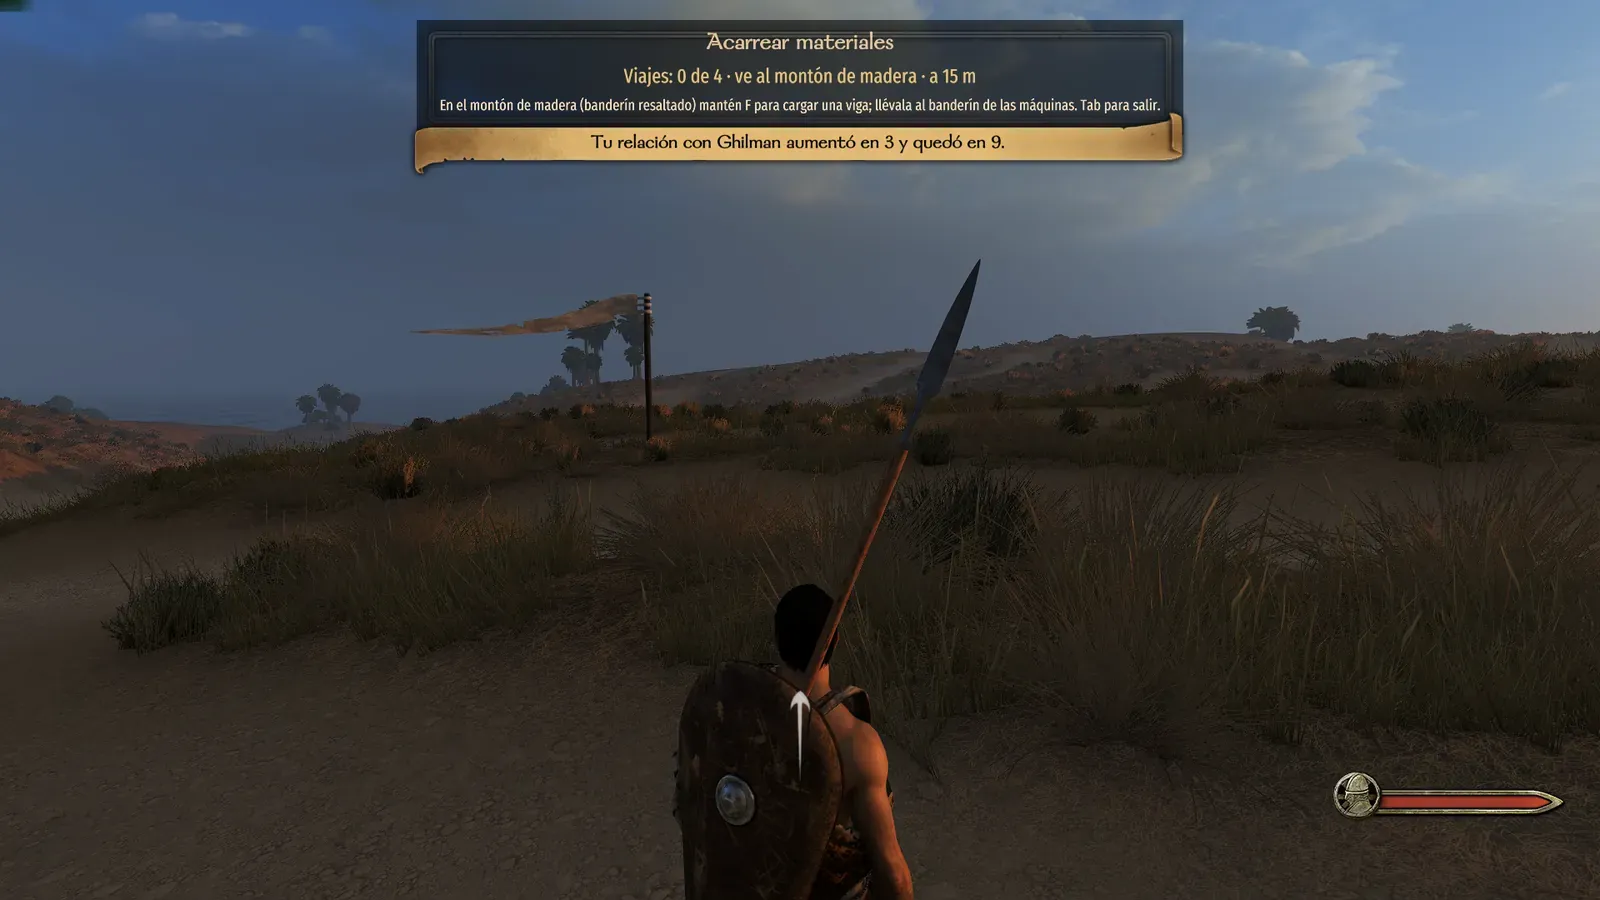 Acarrear materiales
Viajes: 0 de 4 · ve al montón de madera · a 15 m
En el montón de madera (banderín resaltado) mantén F para cargar una viga; llévala al banderín de las máquinas. Tab para salir.
Tu relación con Ghilman aumentó en 3 y quedó en 9.